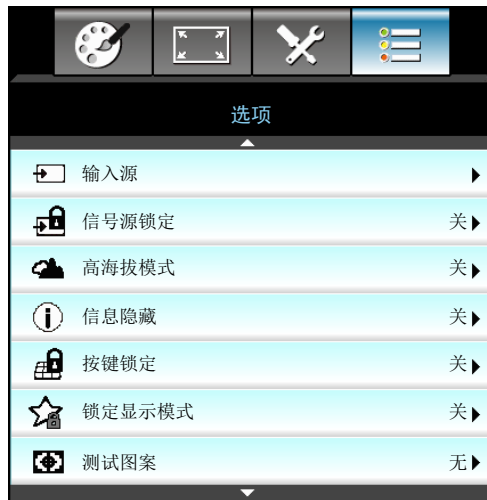 选项
输入源
信号源锁定 关
高海拔模式 关
信息隐藏 关
按键锁定 关
锁定显示模式 关
测试图案 无